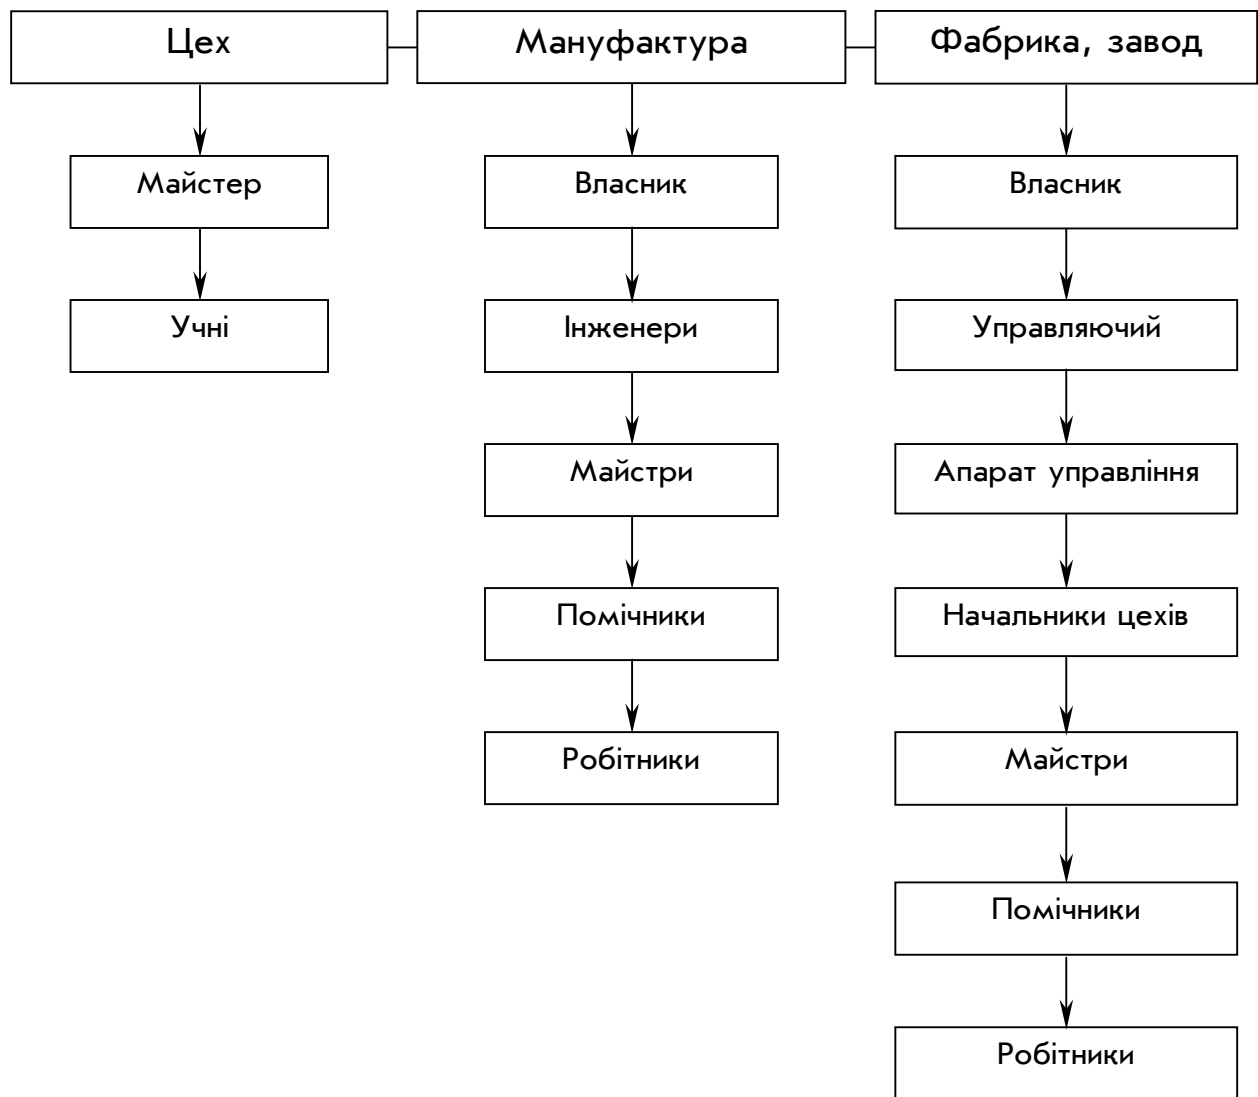 Цех
Мануфактура
Фабрика, завод
Майстер
Власник
Власник
Учні
Інженери
Управляючий
Майстри
Апарат управління
Помічники
Начальники цехів
Робітники
Майстри
Помічники
Робітники